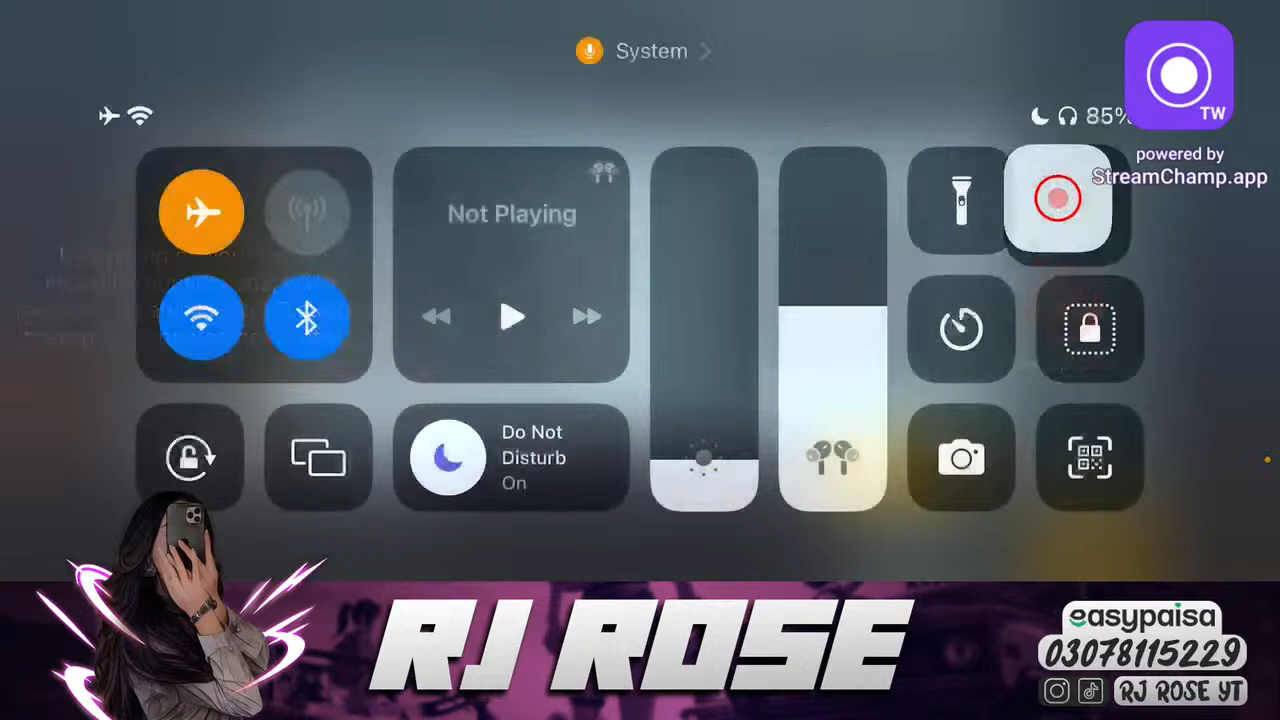 System
85%
TW
powered by
StreamChamp.app
Not Playing
Do Not
Disturb
On
RJ ROSE
easypaisa
03078115229
RJ ROSE YT